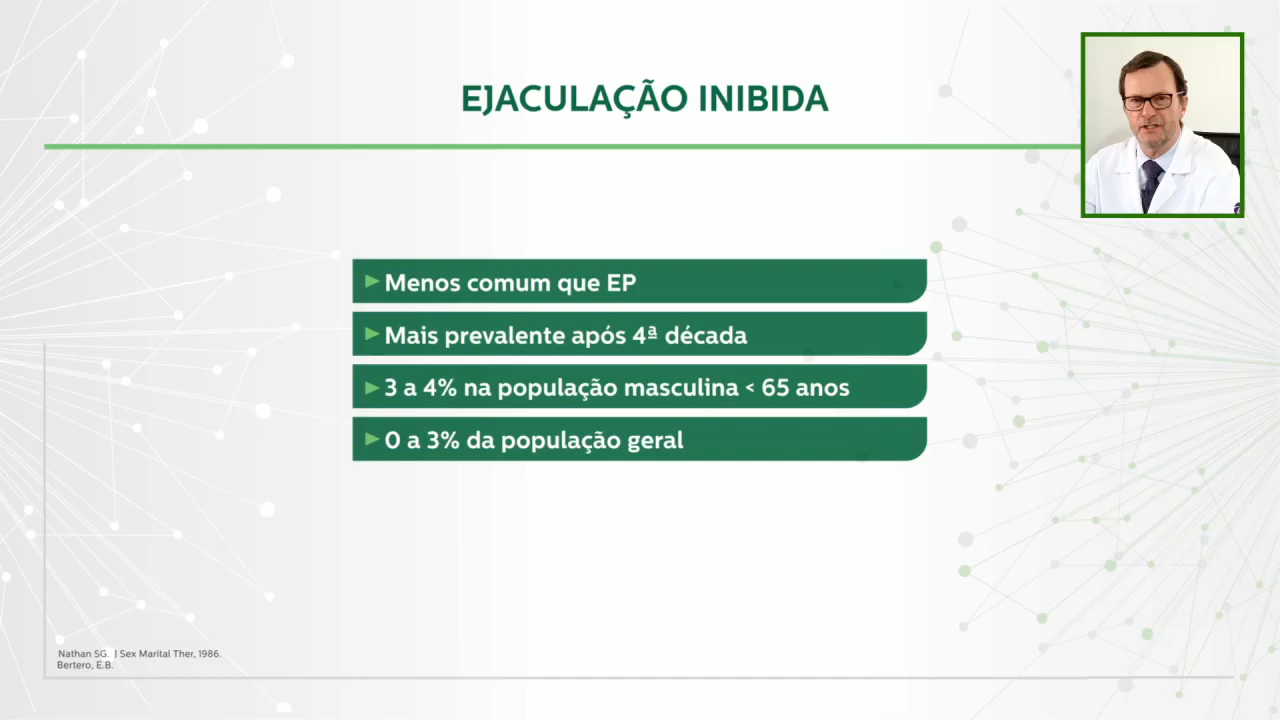 EJACULAÇÃO INIBIDA
Menos comum que EP
Mais prevalente após 4ª década
3 a 4% na população masculina < 65 anos
0 a 3% da população geral
Nathan SG. J Sex Marital Ther, 1986.
Bertero, E.B.